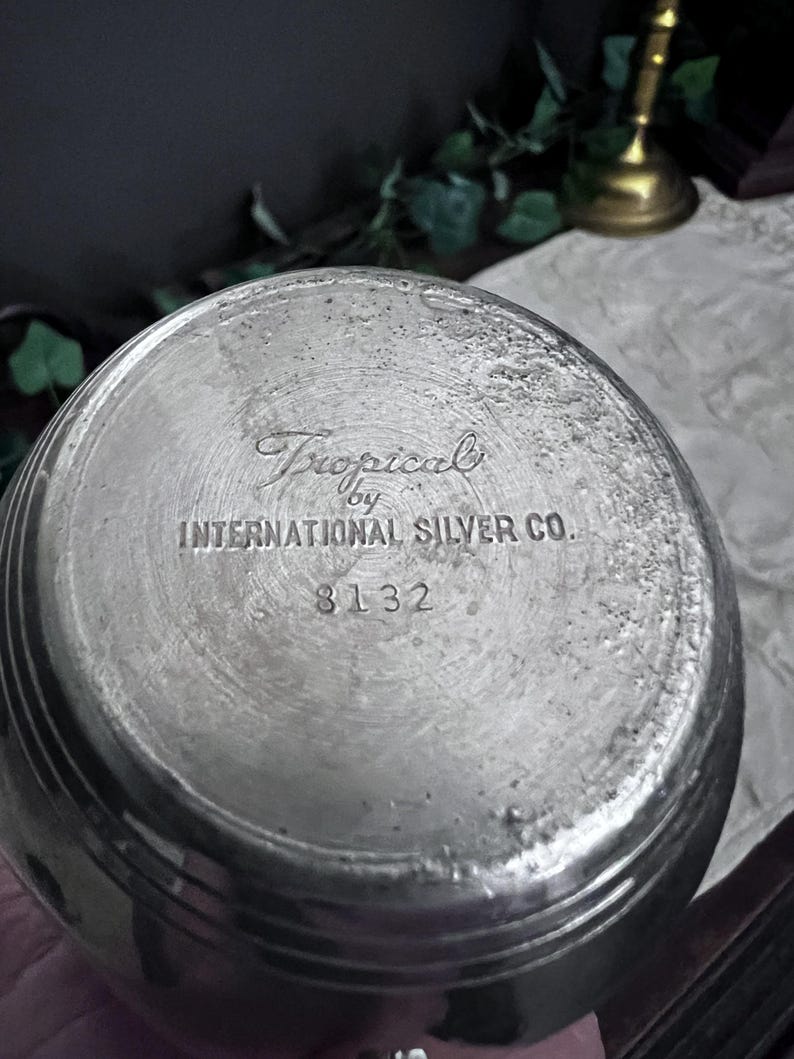 Tropical
by
INTERNATIONAL SILVER CO.
8132